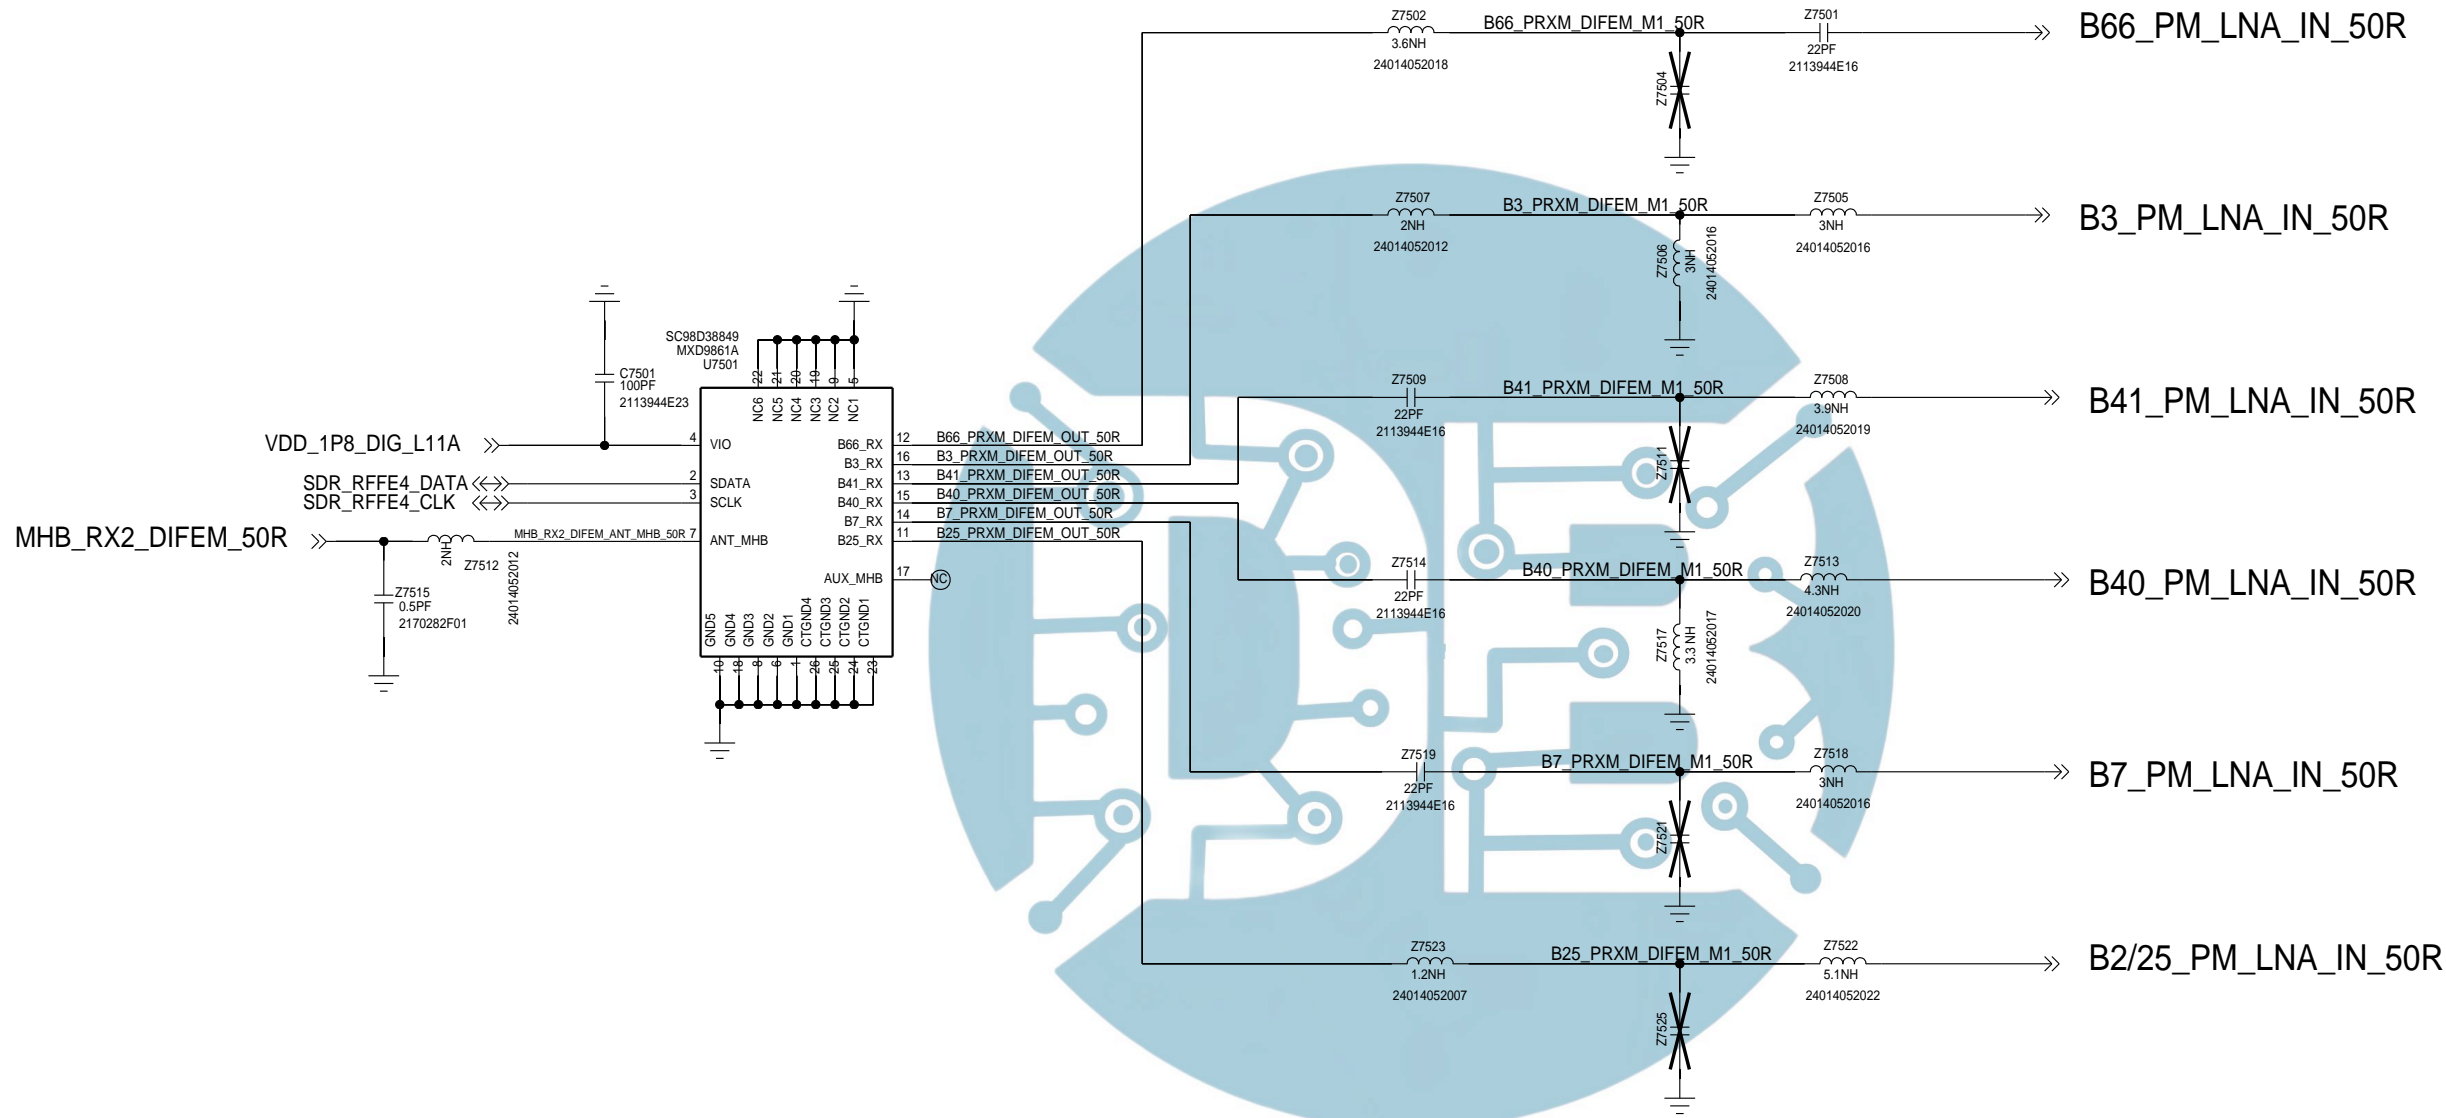 Z7502
B66_PRXM_DIFEM_M1_50R
3.6NH
24014052018
Z7501
22PF
2113944E16
B66_PM_LNA_IN_50R
Z7504
Z7507
B3_PRXM_DIFEM_M1_50R
2NH
24014052012
Z7505
3NH
24014052016
B3_PM_LNA_IN_50R
Z7506
3NH
24014052016
SC98D38849
MXD9861A
U7501
C7501
100PF
2113944E23
22 21 20 19 9 5
NC6 NC5 NC4 NC3 NC2 NC1
Z7509
B41_PRXM_DIFEM_M1_50R
22PF
2113944E16
Z7508
3.9NH
24014052019
B41_PM_LNA_IN_50R
Z7511
VDD_1P8_DIG_L11A
4 VIO
SDR_RFFE4_DATA
2 SDATA
SDR_RFFE4_CLK
3 SCLK
MHB_RX2_DIFEM_50R
2NH
Z7512
24014052012
MHB_RX2_DIFEM_ANT_MHB_50R 7 ANT_MHB
Z7515
0.5PF
2170282F01
B66_RX 12 B66_PRXM_DIFEM_OUT_50R
B3_RX 16 B3_PRXM_DIFEM_OUT_50R
B41_RX 13 B41_PRXM_DIFEM_OUT_50R
B40_RX 15 B40_PRXM_DIFEM_OUT_50R
B7_RX 14 B7_PRXM_DIFEM_OUT_50R
B25_RX 11 B25_PRXM_DIFEM_OUT_50R
AUX_MHB 17 NC
GND5 GND4 GND3 GND2 GND1 CTGND4 CTGND3 CTGND2 CTGND1
10 18 8 6 1 26 25 24 23
Z7514
B40_PRXM_DIFEM_M1_50R
22PF
2113944E16
Z7513
4.3NH
24014052020
B40_PM_LNA_IN_50R
Z7517
3.3 NH
24014052017
Z7519
B7_PRXM_DIFEM_M1_50R
22PF
2113944E16
Z7518
3NH
24014052016
B7_PM_LNA_IN_50R
Z7521
Z7523
B25_PRXM_DIFEM_M1_50R
1.2NH
24014052007
Z7522
5.1NH
24014052022
B2/25_PM_LNA_IN_50R
Z7525